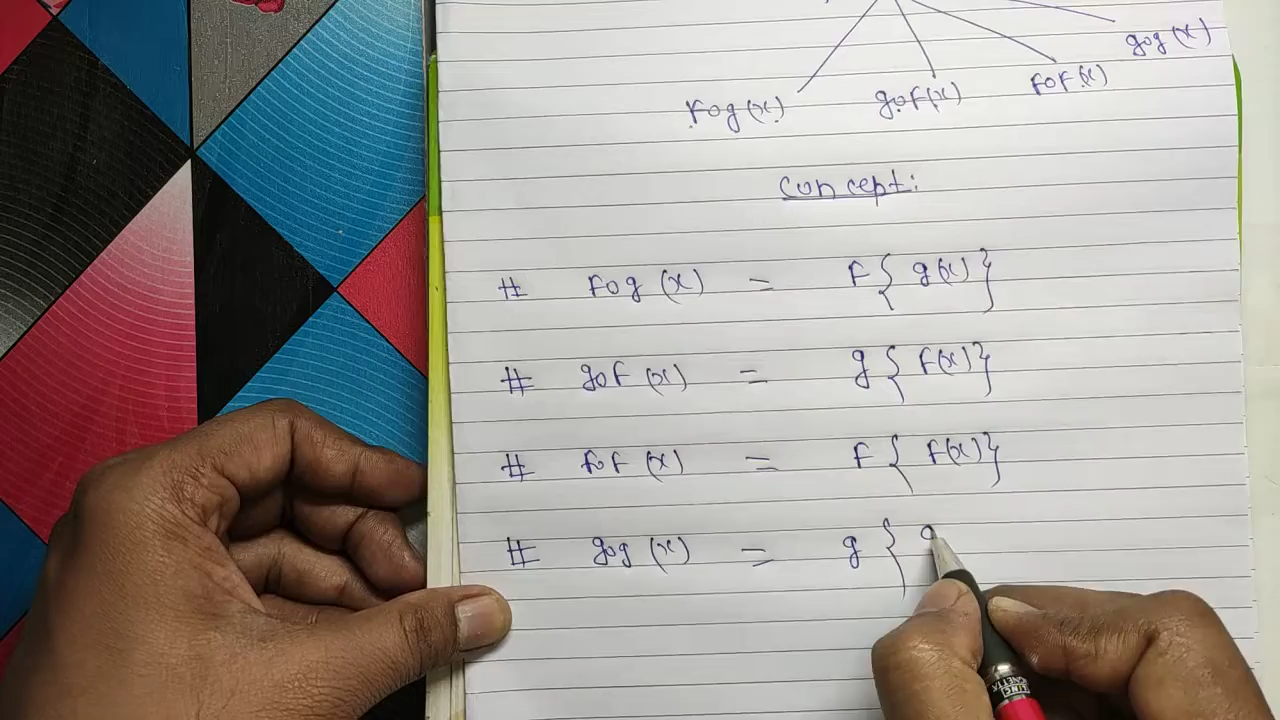 gog(x)
Fog(x) gof(x) fof(x)
Concept:
# Fog (x) = F{ g(x)}
# gof (x) = g { F(x)}
# fof (x) = F { F(x)}
# gog (x) = g {